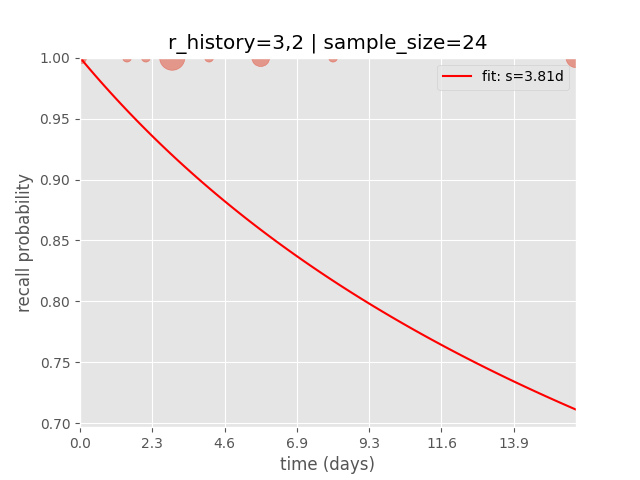 r_history=3,2 | sample_size=24
fit: s=3.81d
1.00
0.95
0.90
0.85
0.80
0.75
0.70
recall probability
0.0 2.3 4.6 6.9 9.3 11.6 13.9
time (days)